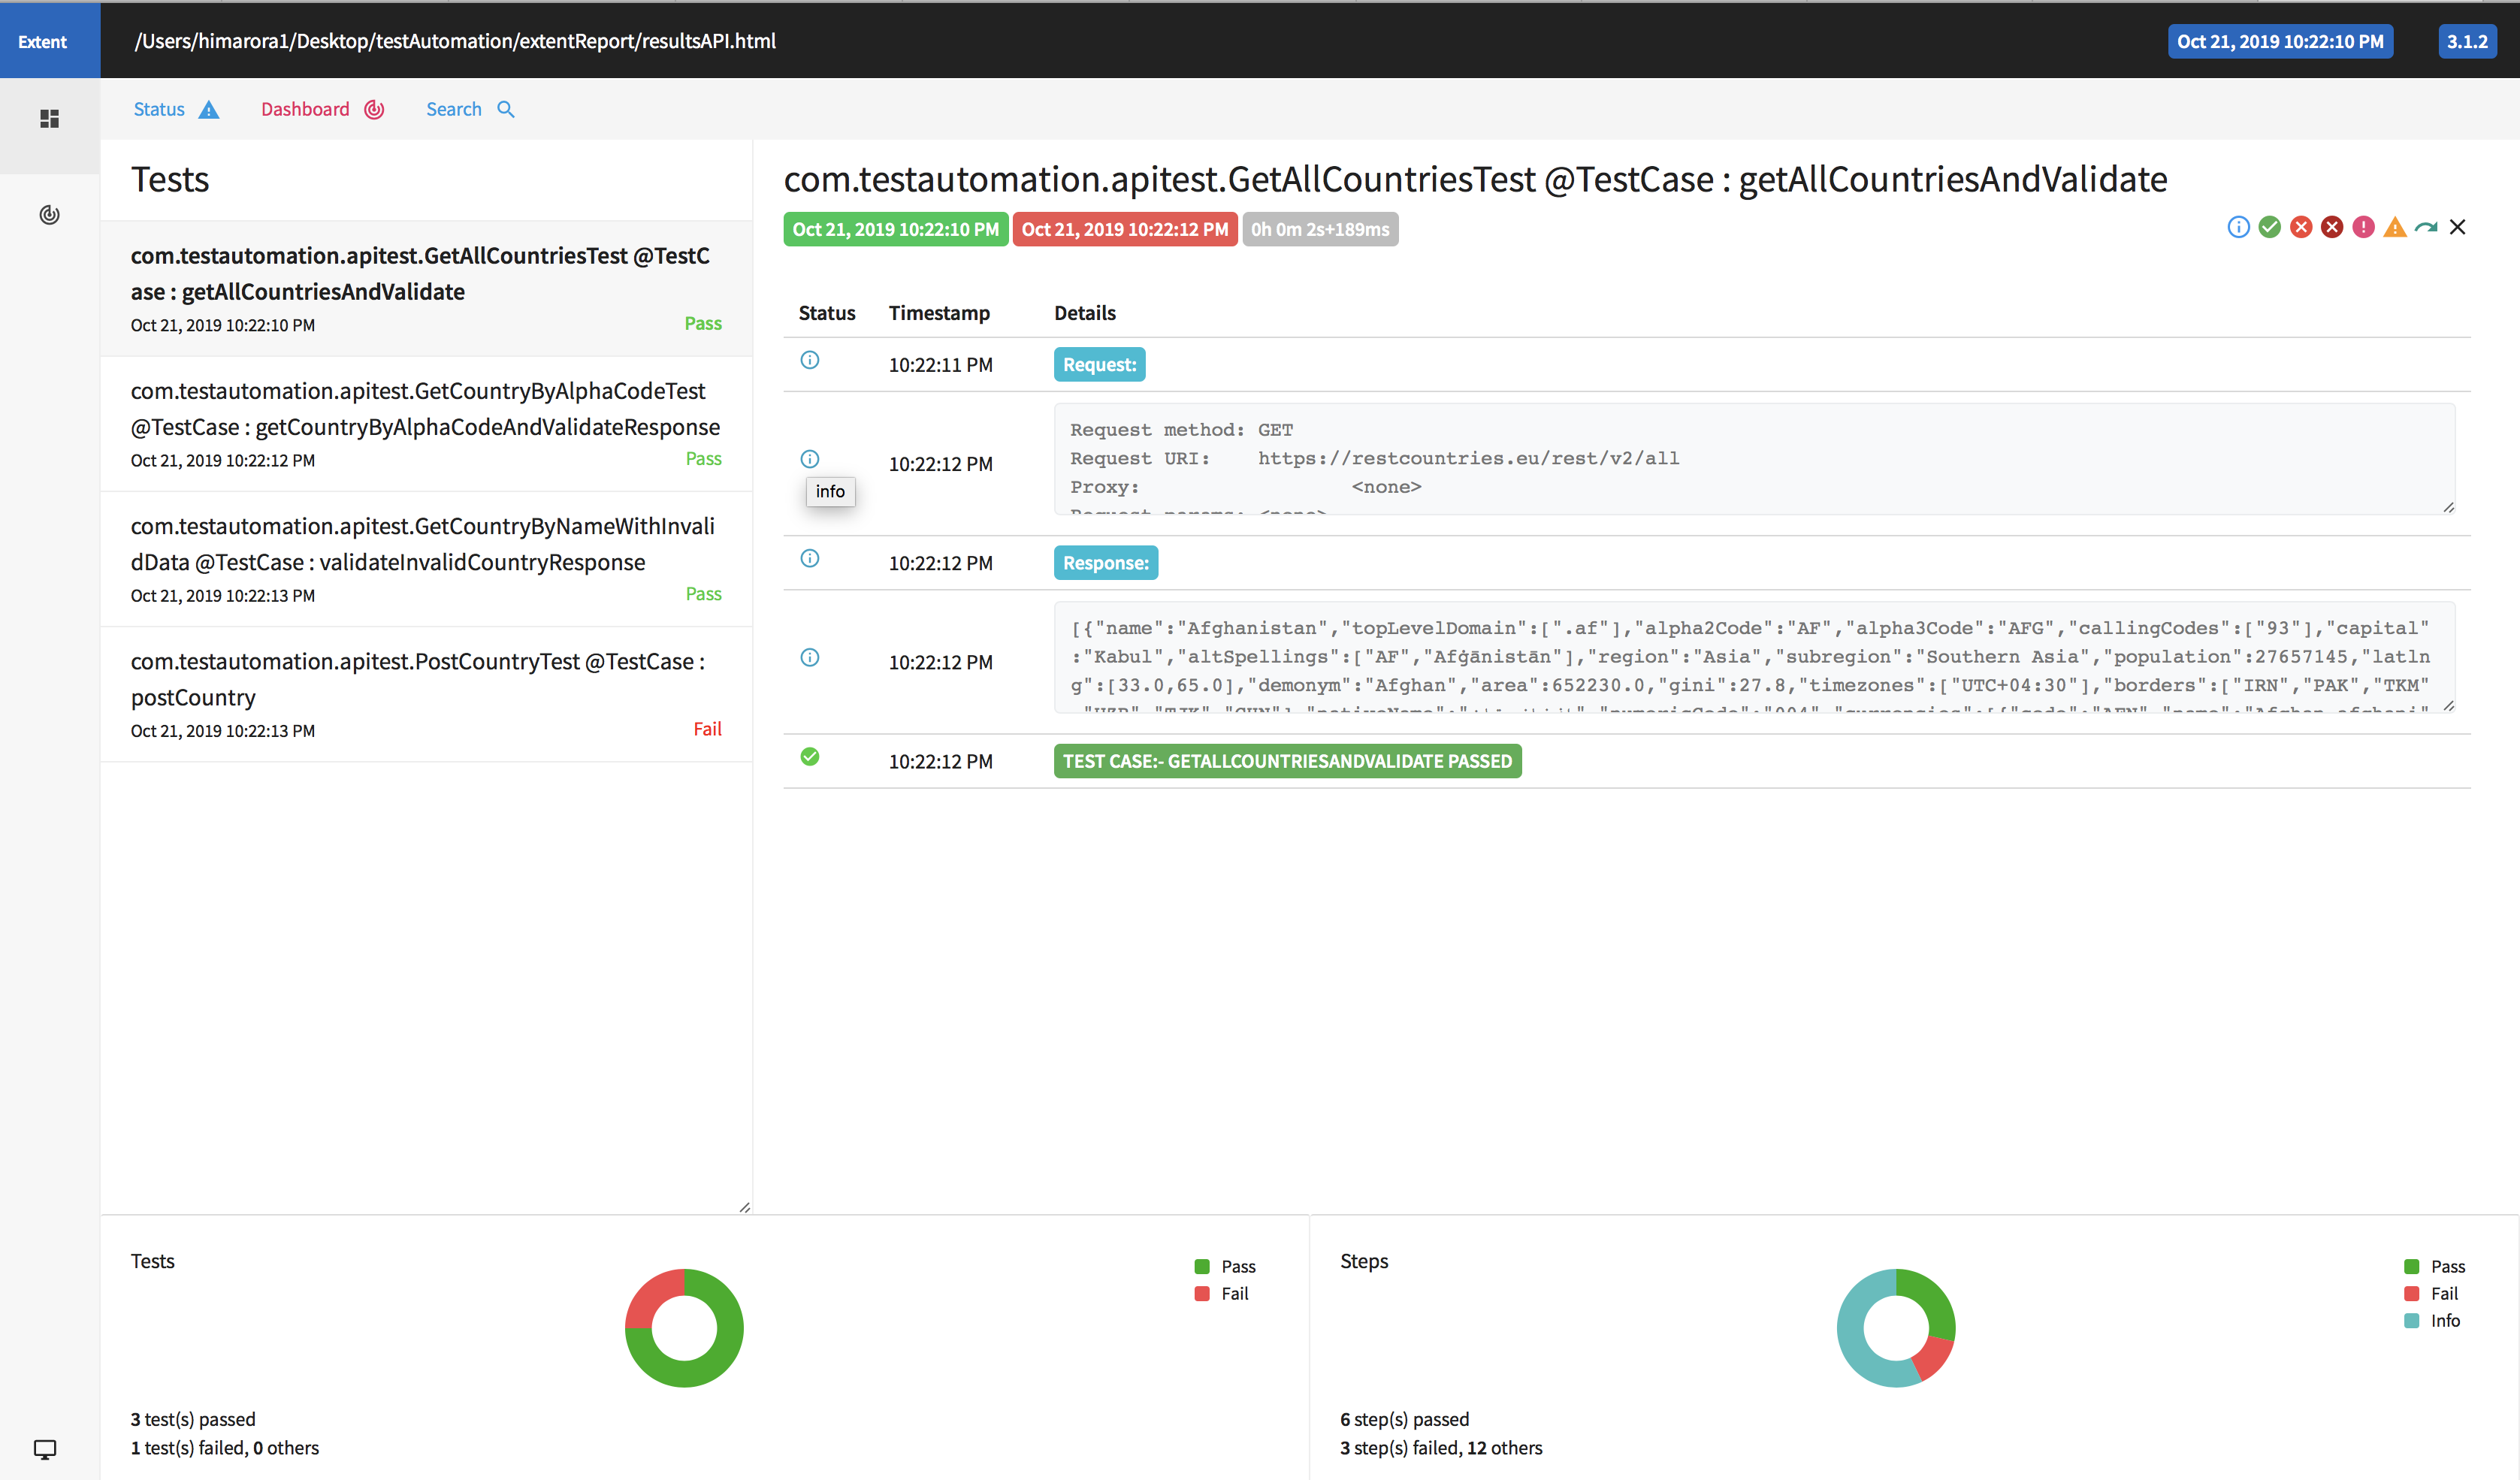 Extent
/Users/himarora1/Desktop/testAutomation/extentReport/resultsAPI.html
Oct 21, 2019 10:22:10 PM
3.1.2
Status
Dashboard
Search
Tests
com.testautomation.apitest.GetAllCountriesTest @TestC
ase : getAllCountriesAndValidate
Oct 21, 2019 10:22:10 PM
Pass
com.testautomation.apitest.GetCountryByAlphaCodeTest
@TestCase : getCountryByAlphaCodeAndValidateResponse
Oct 21, 2019 10:22:12 PM
Pass
com.testautomation.apitest.GetCountryByNameWithInvali
dData @TestCase : validateInvalidCountryResponse
Oct 21, 2019 10:22:13 PM
Pass
com.testautomation.apitest.PostCountryTest @TestCase :
postCountry
Oct 21, 2019 10:22:13 PM
Fail
com.testautomation.apitest.GetAllCountriesTest @TestCase : getAllCountriesAndValidate
Oct 21, 2019 10:22:10 PM
Oct 21, 2019 10:22:12 PM
0h 0m 2s+189ms
Status Timestamp Details
10:22:11 PM
Request:
10:22:12 PM
info
Request method: GET
Request URI: https://restcountries.eu/rest/v2/all
Proxy: <none>
Request params: <none>
10:22:12 PM
Response:
10:22:12 PM
[{"name":"Afghanistan","topLevelDomain":[".af"],"alpha2Code":"AF","alpha3Code":"AFG","callingCodes":["93"],"capital"
:"Kabul","altSpellings":["AF","Afġānistān"],"region":"Asia","subregion":"Southern Asia","population":27657145,"latln
g":[33.0,65.0],"demonym":"Afghan","area":652230.0,"gini":27.8,"timezones":["UTC+04:30"],"borders":["IRN","PAK","TKM"
10:22:12 PM
TEST CASE:- GETALLCOUNTRIESANDVALIDATE PASSED
Tests
Pass
Fail
3 test(s) passed
1 test(s) failed, 0 others
Steps
Pass
Fail
Info
6 step(s) passed
3 step(s) failed, 12 others